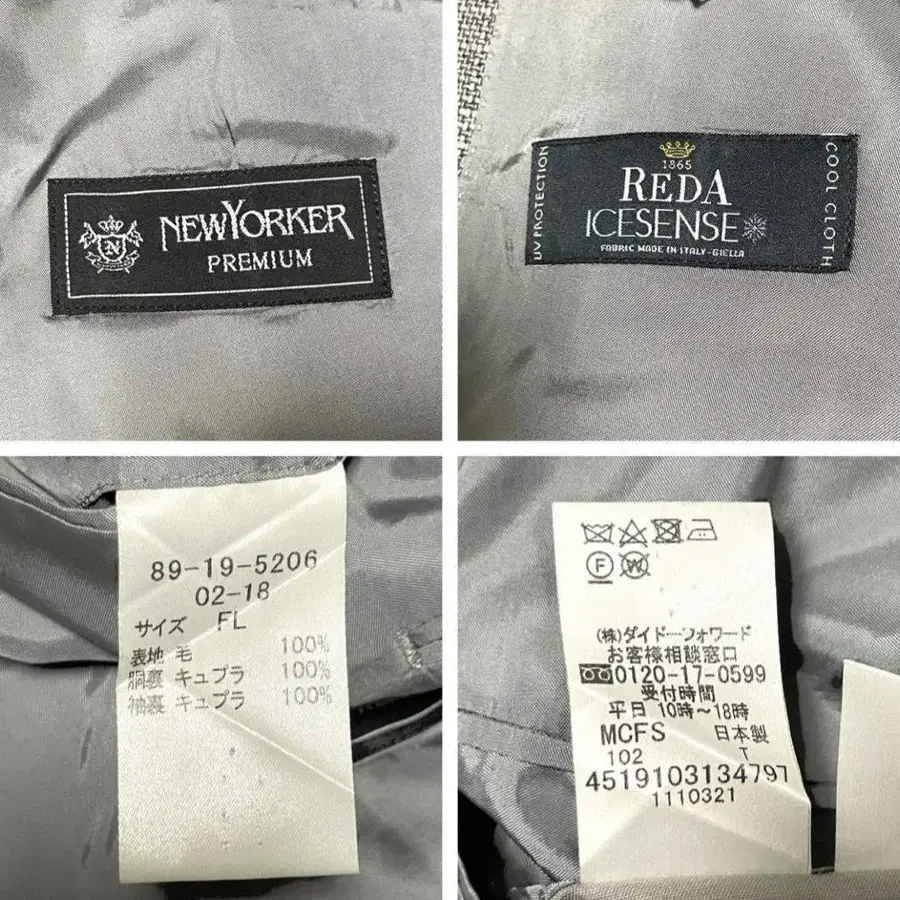 N
NEWYORKER
PREMIUM
UV PROTECTION
1865
REDA
ICESENSE
FABRIC MADE IN ITALY-GIELLA
COOL CLOTH
89-19-5206
02-18
サイズ FL
表地 毛 100%
胴裏 キュプラ 100%
袖裏 キュプラ 100%
F W
(株)ダイドーフォワード
お客様相談窓口
0120-17-0599
受付時間
平日 10時〜18時
MCFS 日本製
102 T
4519103134797
1110321